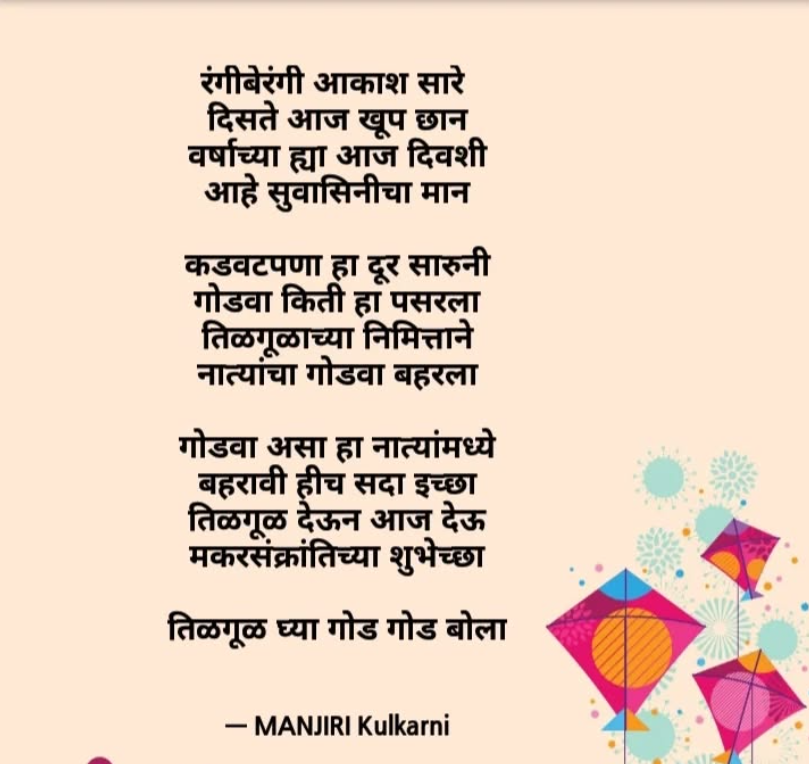 रंगीबेरंगी आकाश सारे
दिसते आज खूप छान
वर्षाच्या ह्या आज दिवशी
आहे सुवासिनीचा मान
कडवटपणा हा दूर सारुनी
गोडवा किती हा पसरला
तिळगूळाच्या निमित्ताने
नात्यांचा गोडवा बहरला
गोडवा असा हा नात्यांमध्ये
बहरावी हीच सदा इच्छा
तिळगूळ देऊन आज देऊ
मकरसंक्रांतिच्या शुभेच्छा
तिळगूळ घ्या गोड गोड बोला
— MANJIRI Kulkarni